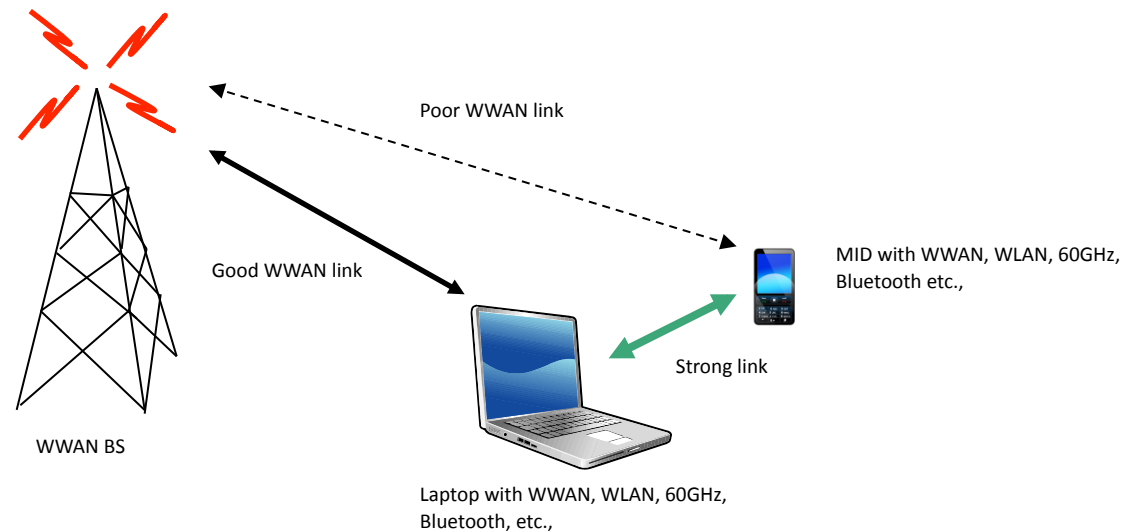 Poor WWAN link
Good WWAN link
MID with WWAN, WLAN, 60GHz,
Bluetooth etc.,
Strong link
WWAN BS
Laptop with WWAN, WLAN, 60GHz,
Bluetooth, etc.,